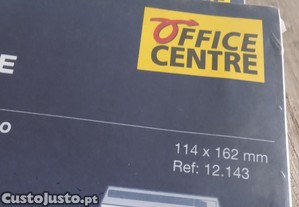 OFFICE
CENTRE
E
o
114 x 162 mm
Ref: 12.143
CustoJusto.pt